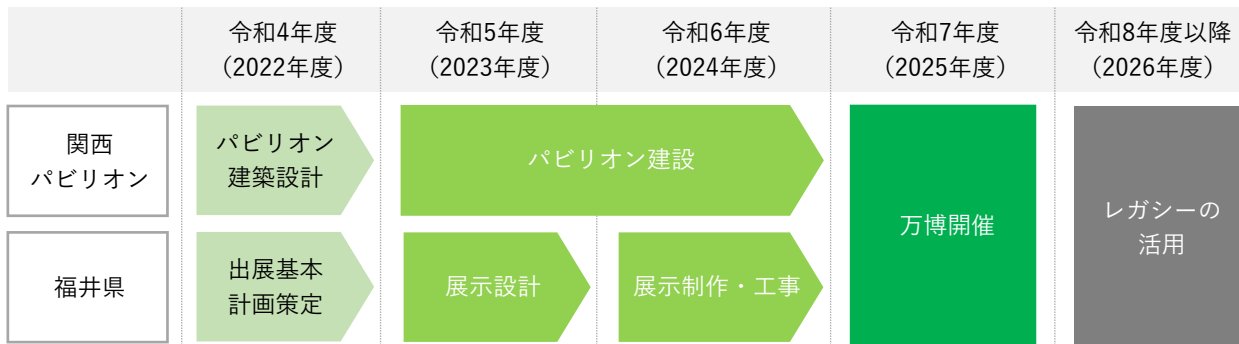 令和4年度
（2022年度）
令和5年度
（2023年度）
令和6年度
（2024年度）
令和7年度
（2025年度）
令和8年度以降
（2026年度）
関西
パビリオン
パビリオン
建築設計
パビリオン建設
福井県
出展基本
計画策定
展示設計
展示制作・工事
万博開催
レガシーの
活用